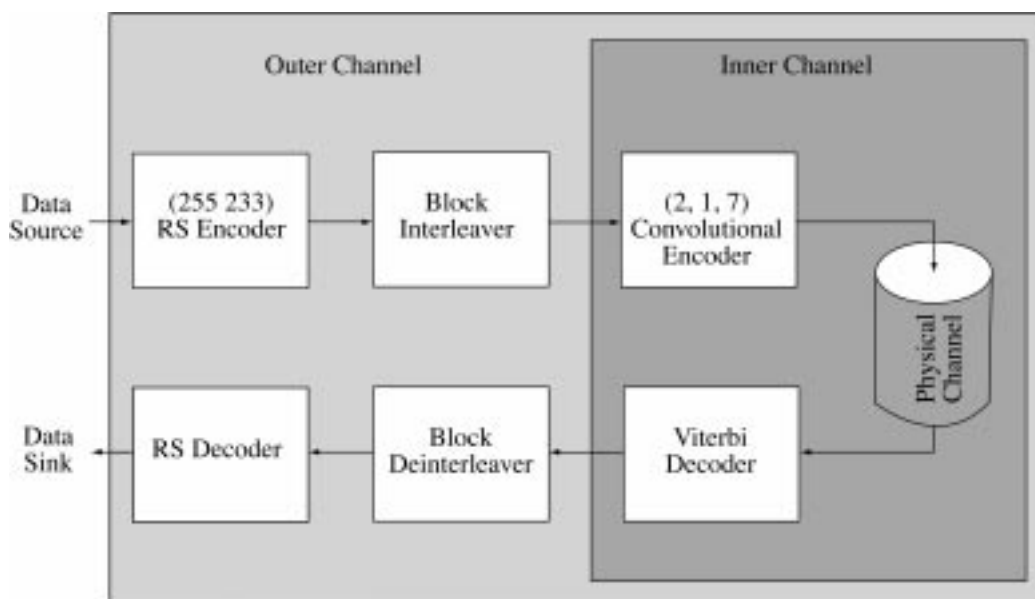 Outer Channel
Inner Channel
Data
Source
(255 233)
RS Encoder
Block
Interleaver
(2, 1, 7)
Convolutional
Encoder
Physical
Channel
Data
Sink
RS Decoder
Block
Deinterleaver
Viterbi
Decoder